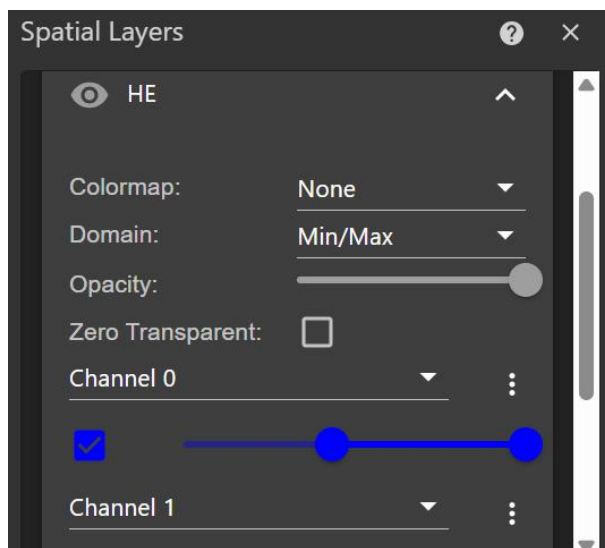 Spatial Layers
HE
Colormap: None
Domain: Min/Max
Opacity:
Zero Transparent:
Channel 0
Channel 1